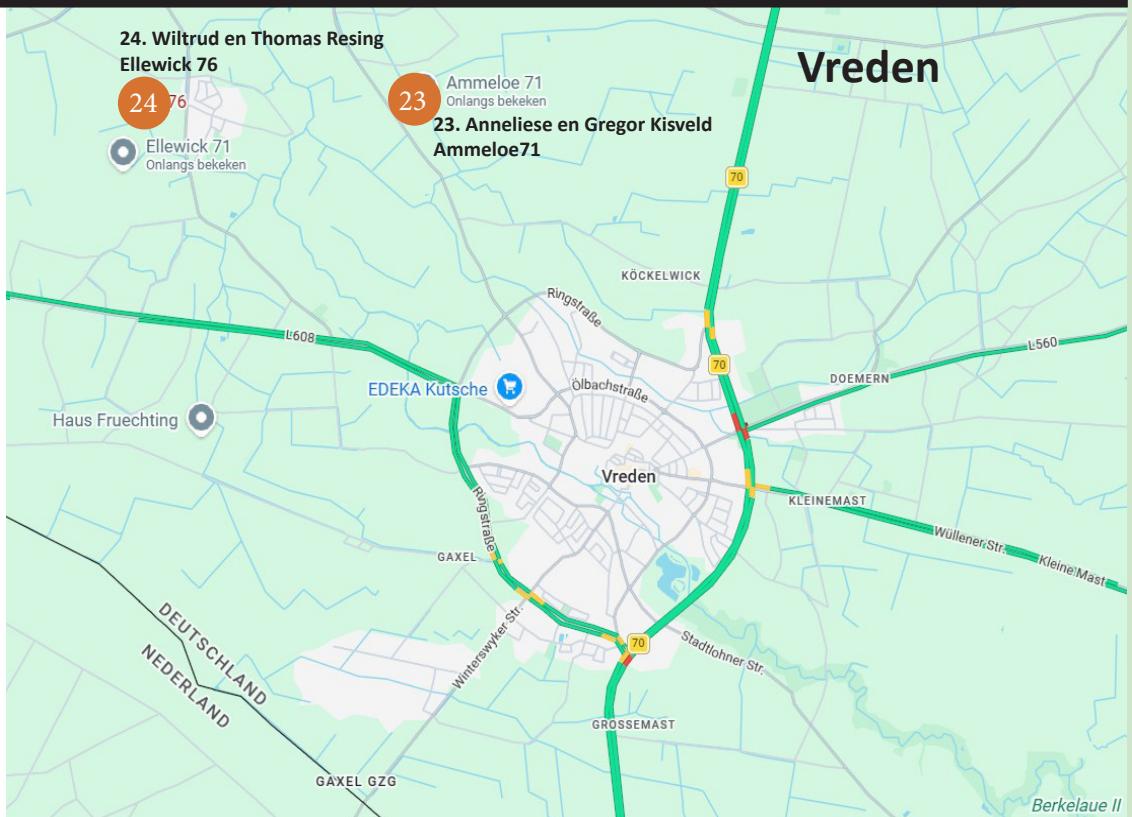 24. Wiltrud en Thomas Resing
Ellewick 76
Vreden
24
76
23
Ammeloe 71
Onlangs bekeken
23. Anneliese en Gregor Kisveld
Ammeloe71
Ellewick 71
Onlangs bekeken
70
KÖCKELWICK
Ringstraße
L608
70
L560
DOEMERN
EDEKA Kutsche
Ölbachstraße
Haus Fruechting
Vreden
KLEINEMAST
Ringstraße
Wüllener Str.
Kleine Mast
GAXEL
DEUTSCHLAND
NEDERLAND
Winterswyker Str.
70
Stadtlohner Str.
GROSSEMAST
GAXEL GZG
Berkelaue II